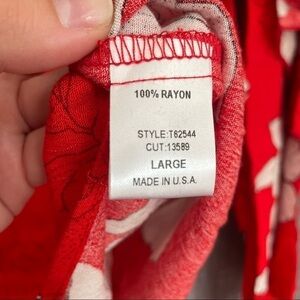 100% RAYON
STYLE:T62544
CUT:13589
LARGE
MADE IN U.S.A.